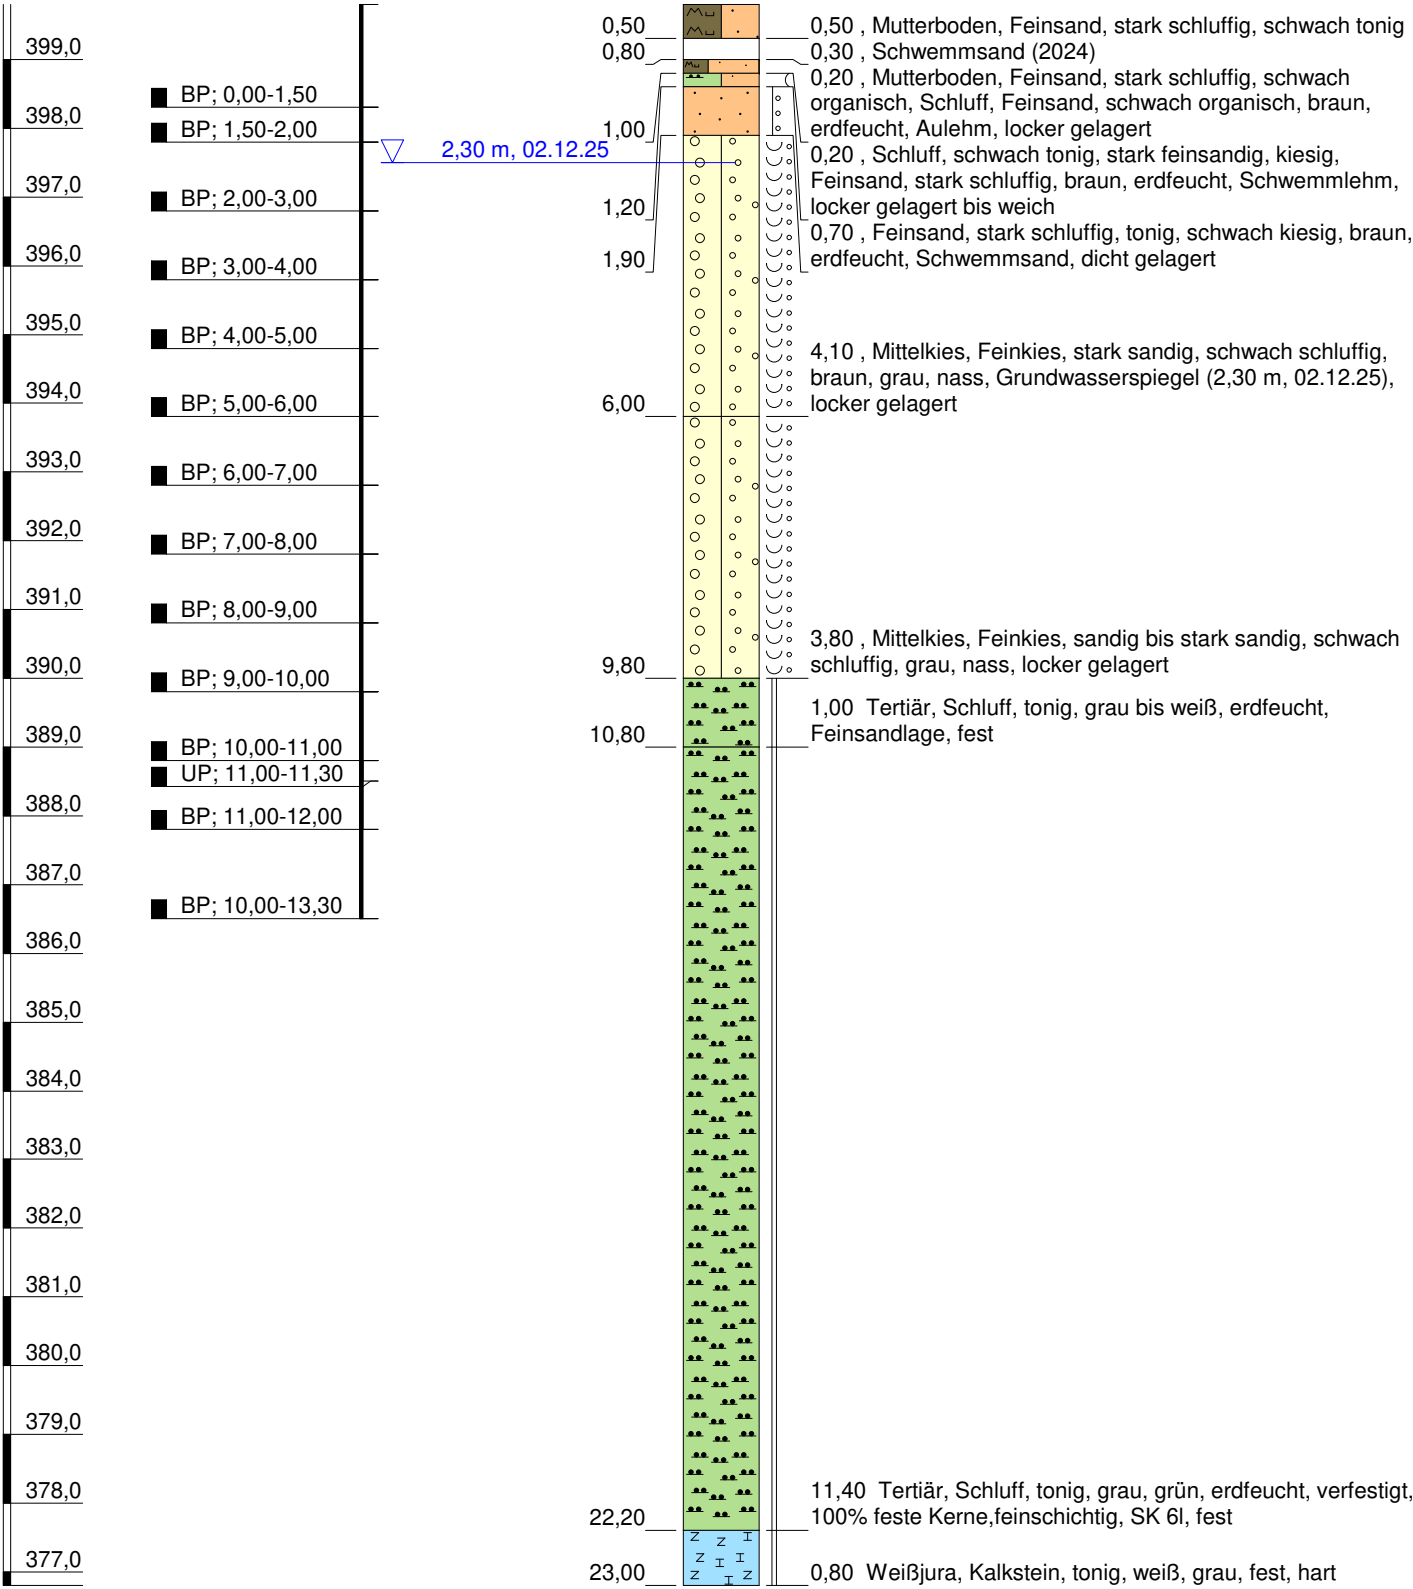 399,0
398,0
397,0
396,0
395,0
394,0
393,0
392,0
391,0
390,0
389,0
388,0
387,0
386,0
385,0
384,0
383,0
382,0
381,0
380,0
379,0
378,0
377,0
BP; 0,00-1,50
BP; 1,50-2,00
BP; 2,00-3,00
BP; 3,00-4,00
BP; 4,00-5,00
BP; 5,00-6,00
BP; 6,00-7,00
BP; 7,00-8,00
BP; 8,00-9,00
BP; 9,00-10,00
BP; 10,00-11,00
UP; 11,00-11,30
BP; 11,00-12,00
BP; 10,00-13,30
2,30 m, 02.12.25
0,50
0,80
1,00
1,20
1,90
6,00
9,80
10,80
22,20
23,00
0,50 , Mutterboden, Feinsand, stark schluffig, schwach tonig
0,30 , Schwemmsand (2024)
0,20 , Mutterboden, Feinsand, stark schluffig, schwach
organisch, Schluff, Feinsand, schwach organisch, braun,
erdfeucht, Aulehm, locker gelagert
0,20 , Schluff, schwach tonig, stark feinsandig, kiesig,
Feinsand, stark schluffig, braun, erdfeucht, Schwemmlehm,
locker gelagert bis weich
0,70 , Feinsand, stark schluffig, tonig, schwach kiesig, braun,
erdfeucht, Schwemmsand, dicht gelagert
4,10 , Mittelkies, Feinkies, stark sandig, schwach schluffig,
braun, grau, nass, Grundwasserspiegel (2,30 m, 02.12.25),
locker gelagert
3,80 , Mittelkies, Feinkies, sandig bis stark sandig, schwach
schluffig, grau, nass, locker gelagert
1,00 Tertiär, Schluff, tonig, grau bis weiß, erdfeucht,
Feinsandlage, fest
11,40 Tertiär, Schluff, tonig, grau, grün, erdfeucht, verfestigt,
100% feste Kerne,feinschichtig, SK 6l, fest
0,80 Weißjura, Kalkstein, tonig, weiß, grau, fest, hart